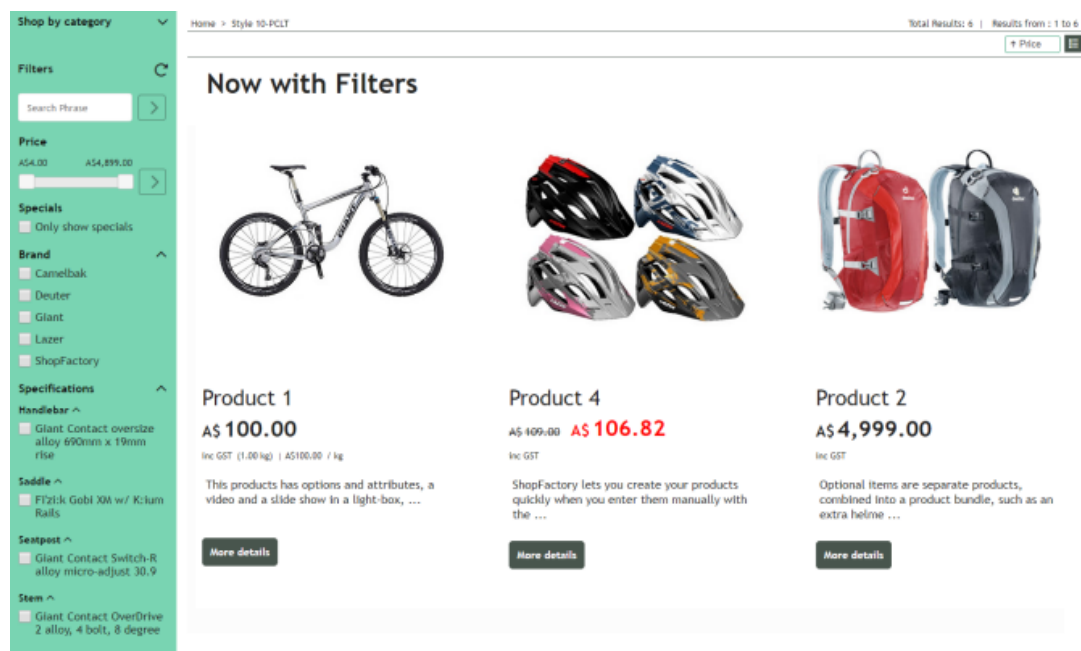 Shop by category
Home > Style 10-PCLT
Total Results: 6 | Results from : 1 to 6
↑ Price
Filters
Search Phrase
Price
A$4.00 A$4,899.00
Specials
Only show specials
Brand
Camelbak
Deuter
Giant
Lazer
ShopFactory
Specifications
Handlebar
Giant Contact oversize
alloy 690mm x 19mm
rise
Saddle
Fi'zi:k Gobi XM w/ K:ium
Rails
Seatpost
Giant Contact Switch-R
alloy micro-adjust 30.9
Stem
Giant Contact OverDrive
2 alloy, 4 bolt, 8 degree
Now with Filters
GIANT
Product 1
A$ 100.00
inc GST (1.00 kg) | A$100.00 / kg
This products has options and attributes, a
video and a slide show in a light-box, ...
More details
Product 4
A$ 109.00 A$ 106.82
inc GST
ShopFactory lets you create your products
quickly when you enter them manually with
the ...
More details
Product 2
A$ 4,999.00
inc GST
Optional items are separate products,
combined into a product bundle, such as an
extra helme ...
More details